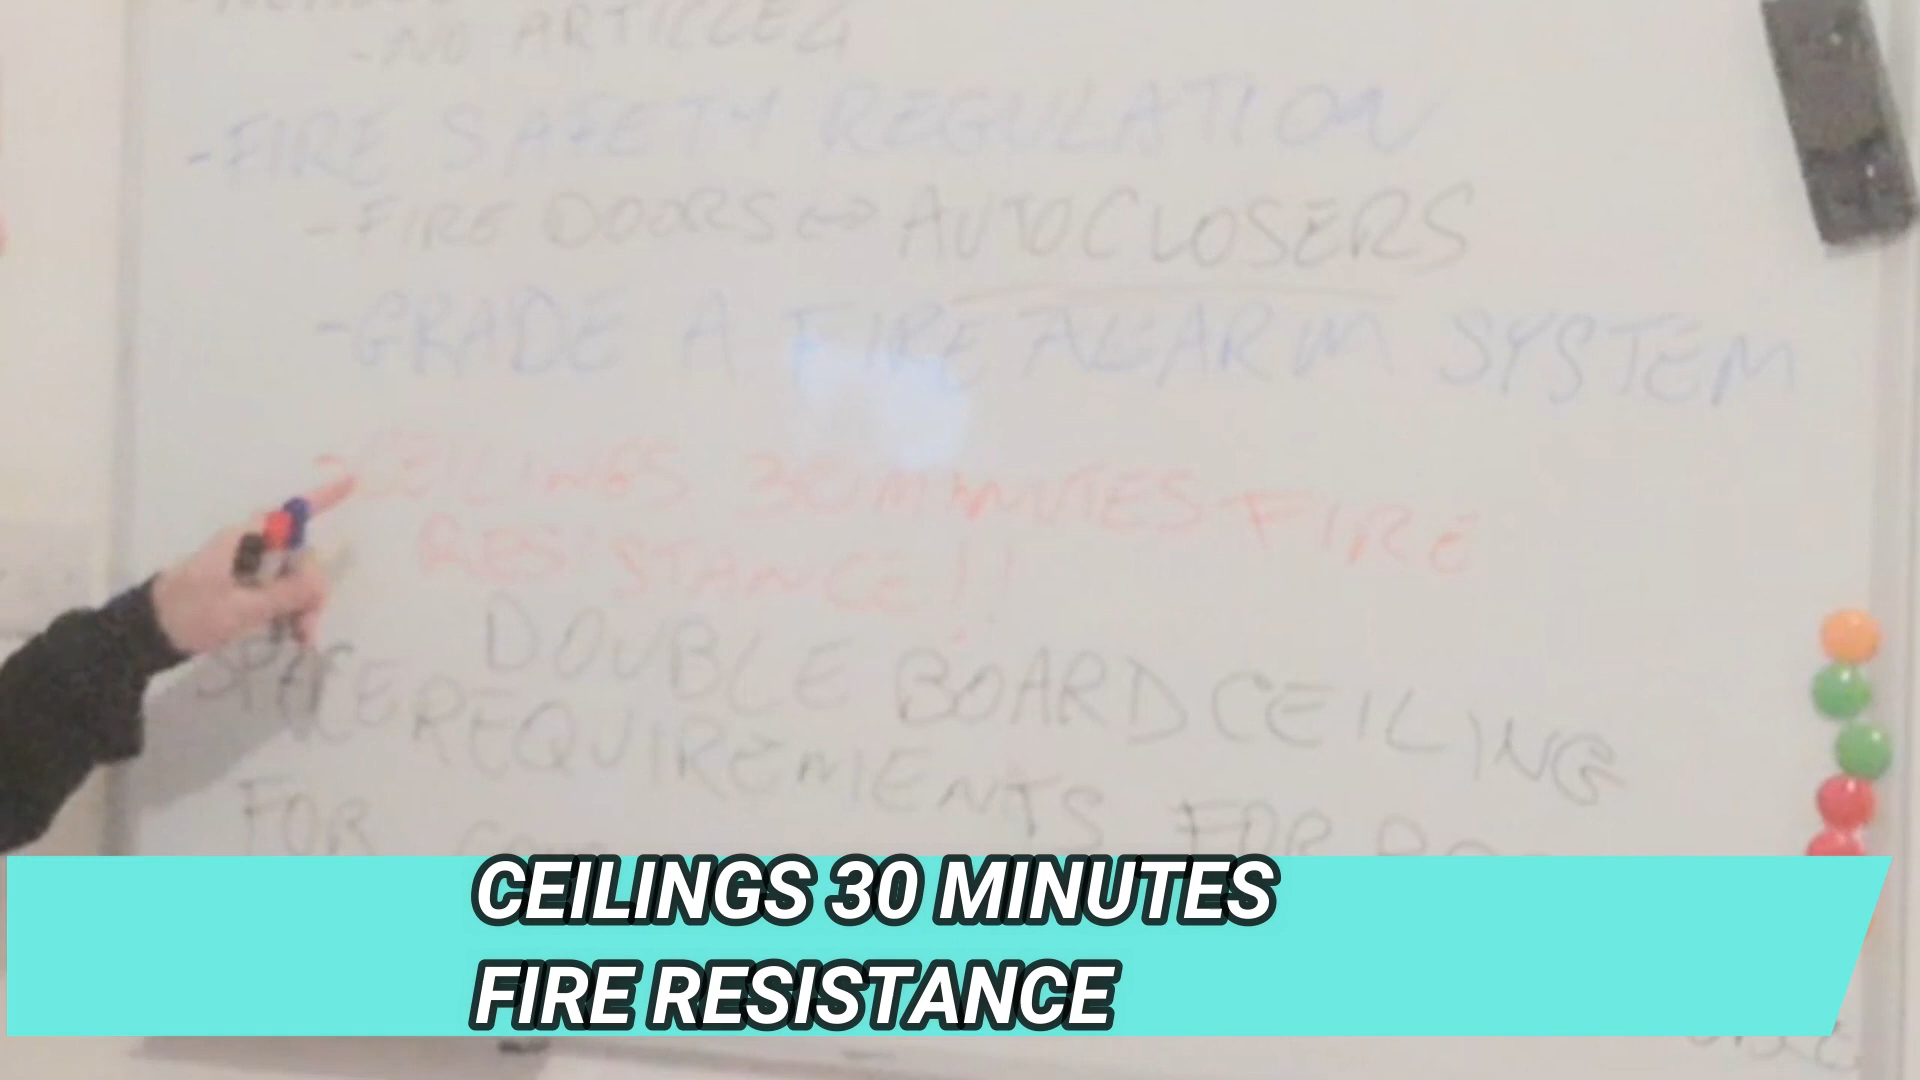 - NO ARTICLE 4
- FIRE SAFETY REGULATION
- FIRE DOORS ↔ AUTOCLOSERS
- GRADE A FIRE ALARM SYSTEM
CEILINGS 30 MINUTES FIRE
RESISTANCE!!
DOUBLE BOARD CEILING
SPACE REQUIREMENTS FOR
FOR
CEILINGS 30 MINUTES
FIRE RESISTANCE